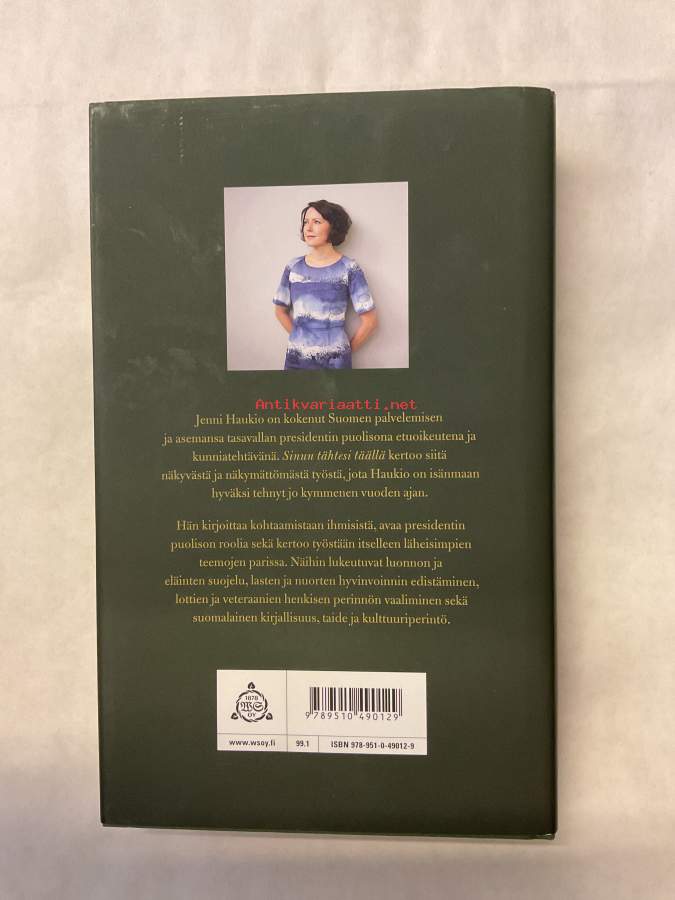 Antikvariaatti.net
Jenni Haukio on kokenut Suomen palvelemisen
ja asemansa tasavallan presidentin puolisona etuoikeutena ja
kunniatehtävänä. Sinun tähtesi täällä kertoo siitä
näkyvästä ja näkymättömästä työstä, jota Haukio on isänmaan
hyväksi tehnyt jo kymmenen vuoden ajan.
Hän kirjoittaa kohtaamistaan ihmisistä, avaa presidentin
puolison roolia sekä kertoo työstään itselleen läheisimpien
teemojen parissa. Näihin lukeutuvat luonnon ja
eläinten suojelu, lasten ja nuorten hyvinvoinnin edistäminen,
lottien ja veteraanien henkisen perinnön vaaliminen sekä
suomalainen kirjallisuus, taide ja kulttuuriperintö.
1878
WS
OY
9 789510 490129
www.wsoy.fi
99.1
ISBN 978-951-0-49012-9